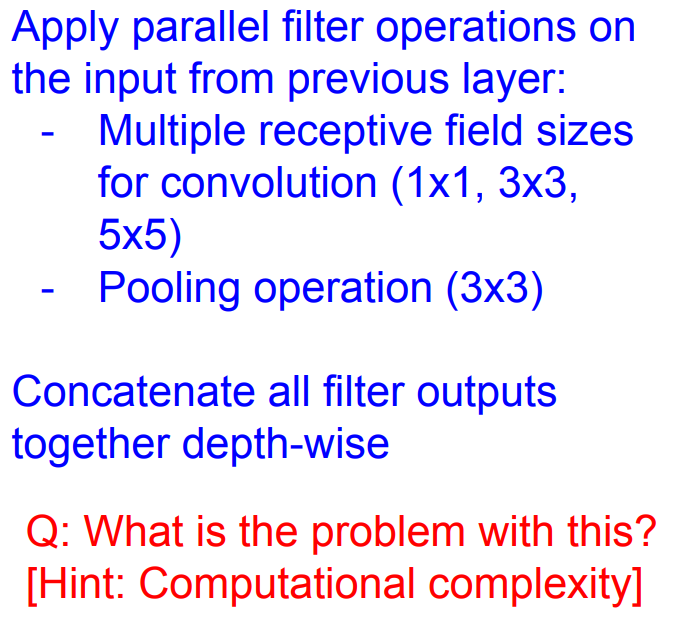 Apply parallel filter operations on
the input from previous layer:
- Multiple receptive field sizes
for convolution (1x1, 3x3,
5x5)
- Pooling operation (3x3)
Concatenate all filter outputs
together depth-wise
Q: What is the problem with this?
[Hint: Computational complexity]